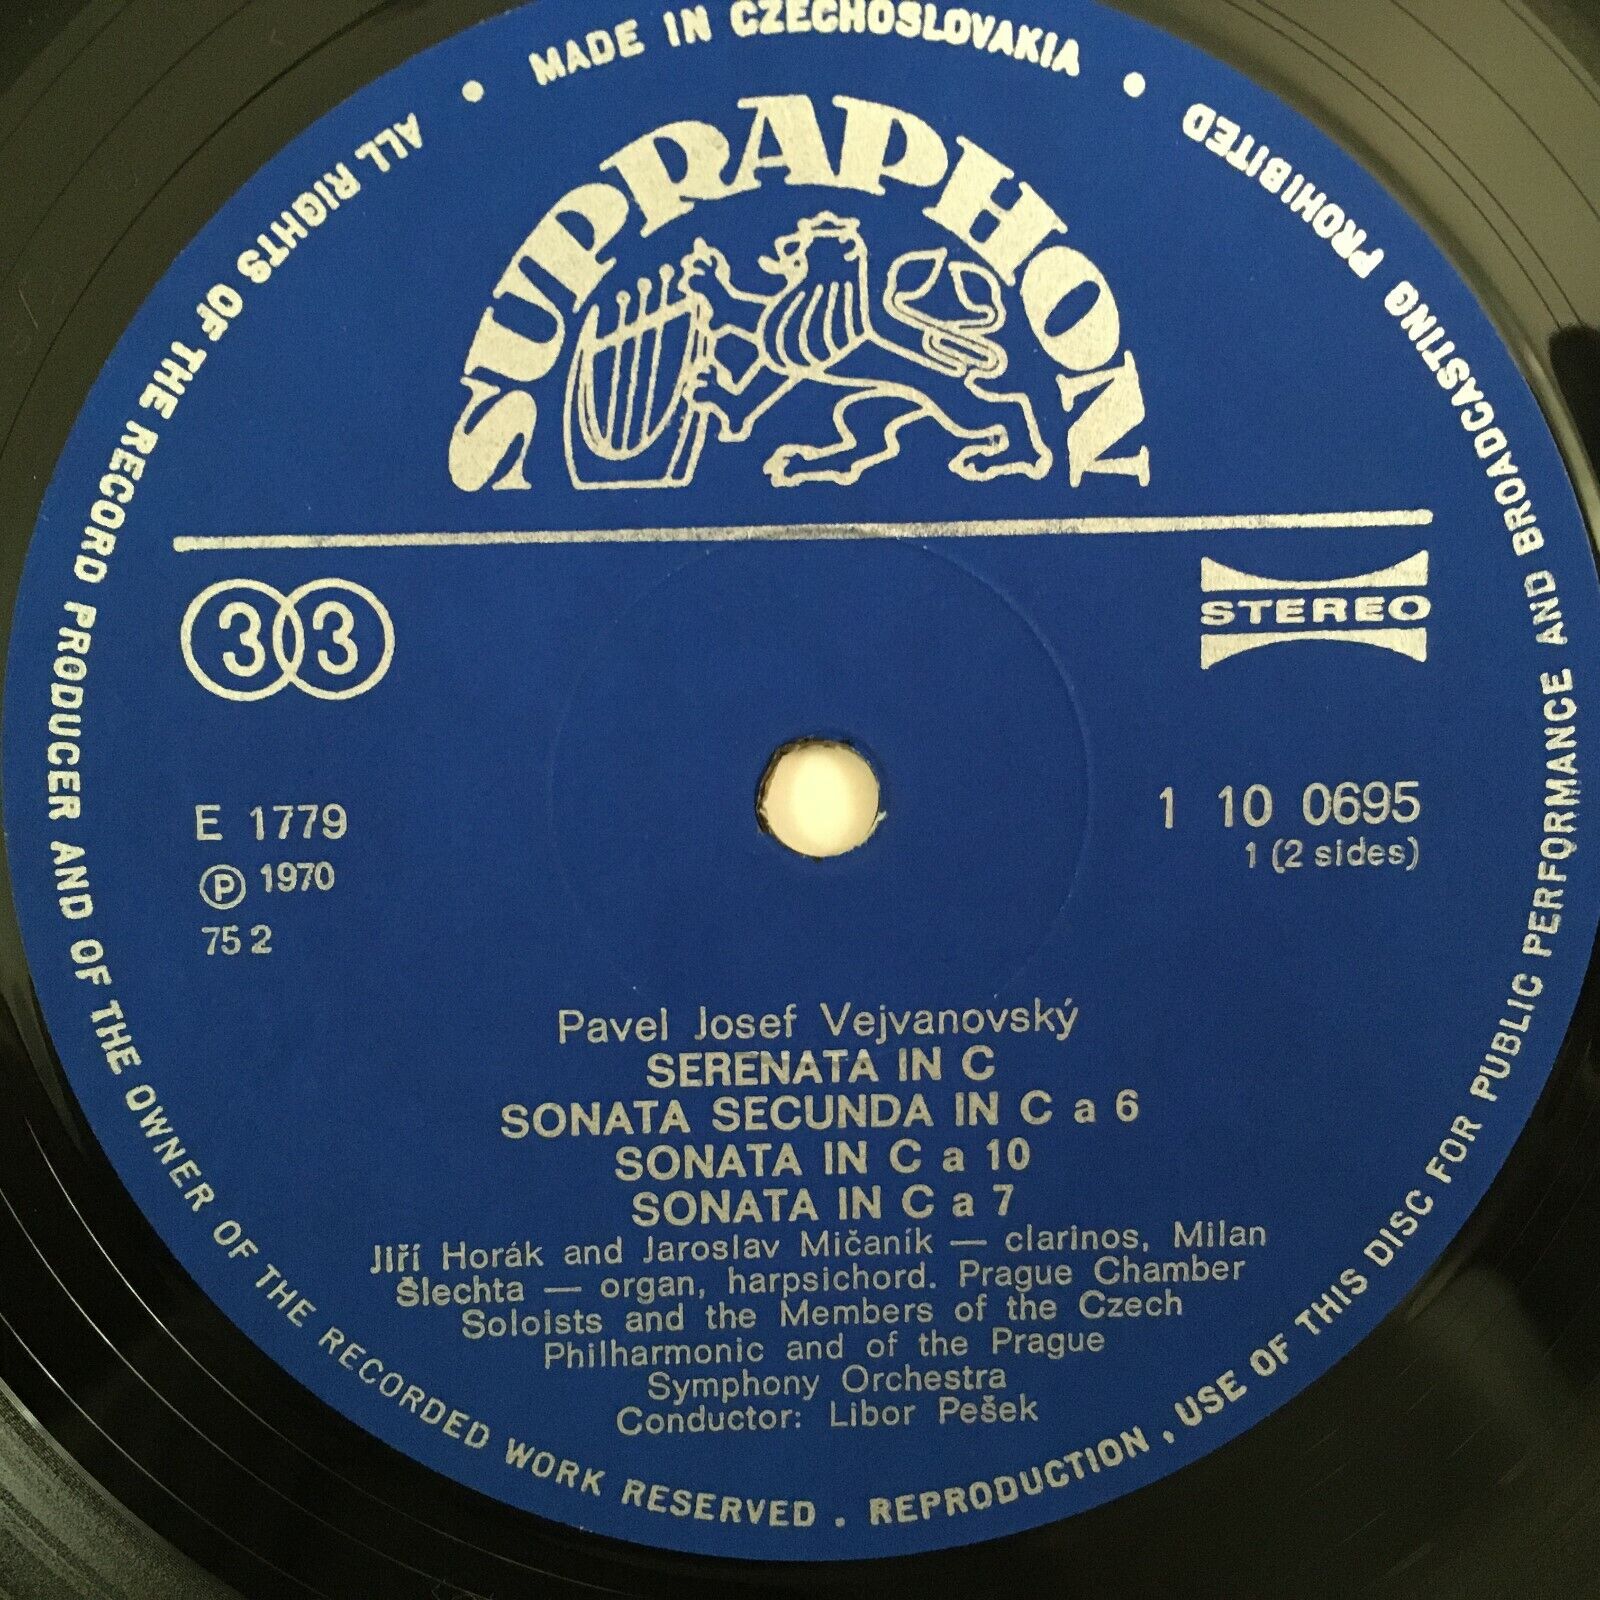 ALL RIGHTS OF THE RECORD PRODUCER AND OF THE OWNER OF THE RECORDED WORK RESERVED . REPRODUCTION , USE OF THIS DISC FOR PUBLIC PERFORMANCE AND BROADCASTING PROHIBITED • MADE IN CZECHOSLOVAKIA •
SUPRAPHON
33
STEREO
E 1779
Ⓟ 1970
75 2
1 10 0695
1 (2 sides)
Pavel Josef Vejvanovský
SERENATA IN C
SONATA SECUNDA IN C a 6
SONATA IN C a 10
SONATA IN C a 7
Jiří Horák and Jaroslav Mičaník — clarinos, Milan
Šlechta — organ, harpsichord. Prague Chamber
Soloists and the Members of the Czech
Philharmonic and of the Prague
Symphony Orchestra
Conductor: Libor Pešek